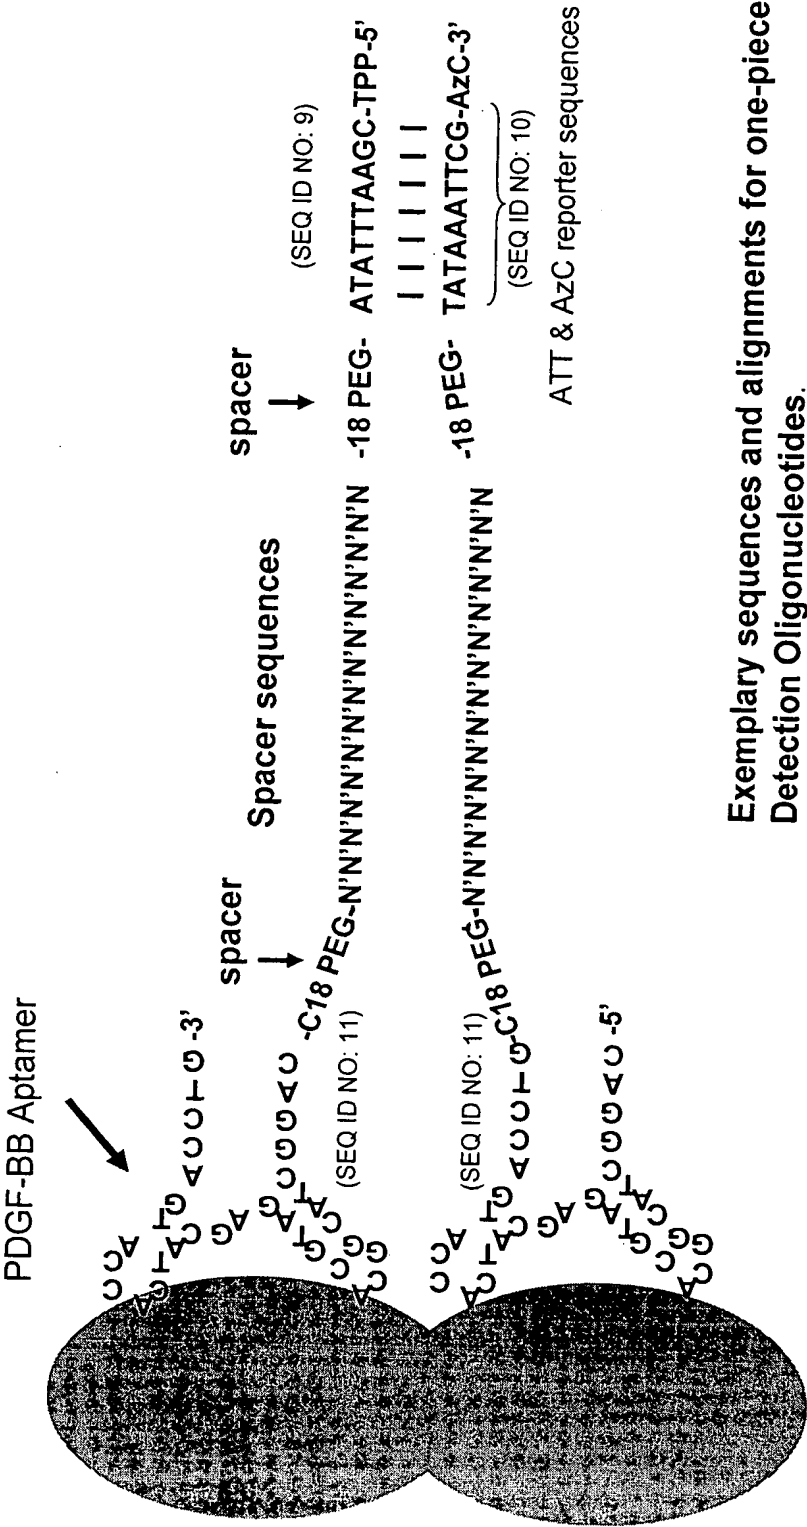 PDGF-BB Aptamer
spacer
Spacer sequences
spacer
(SEQ ID NO: 9)
A C C T G -3'
C G G A C
-C18 PEG-N'N'N'N'N'N'N'N'N'N'N'N'N'N'N'N'N
-18 PEG- ATATTTAAGC-TPP-5'
(SEQ ID NO: 11)
(SEQ ID NO: 11)
A C C T G
-C18 PEG-N'N'N'N'N'N'N'N'N'N'N'N'N'N'N'N'N
-18 PEG- TATAAATTCG-AzC-3'
(SEQ ID NO: 10)
C G G A C -5'
ATT & AzC reporter sequences
Exemplary sequences and alignments for one-piece
Detection Oligonucleotides.